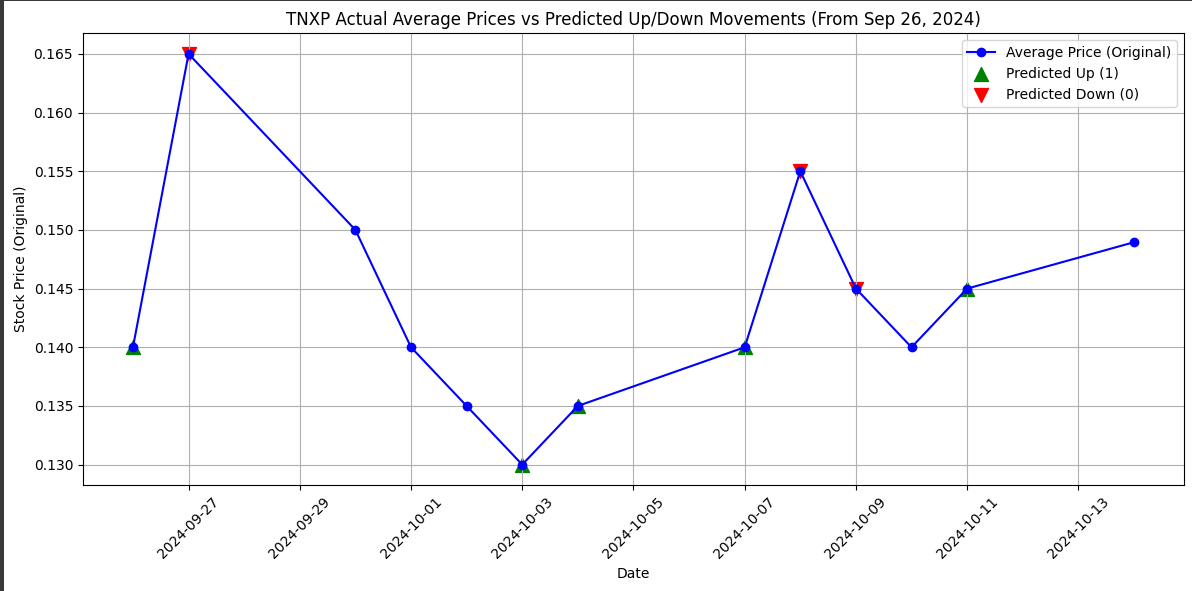 TNXP Actual Average Prices vs Predicted Up/Down Movements (From Sep 26, 2024)
Average Price (Original)
Predicted Up (1)
Predicted Down (0)
Stock Price (Original)
0.165
0.160
0.155
0.150
0.145
0.140
0.135
0.130
2024-09-27
2024-09-29
2024-10-01
2024-10-03
2024-10-05
2024-10-07
2024-10-09
2024-10-11
2024-10-13
Date